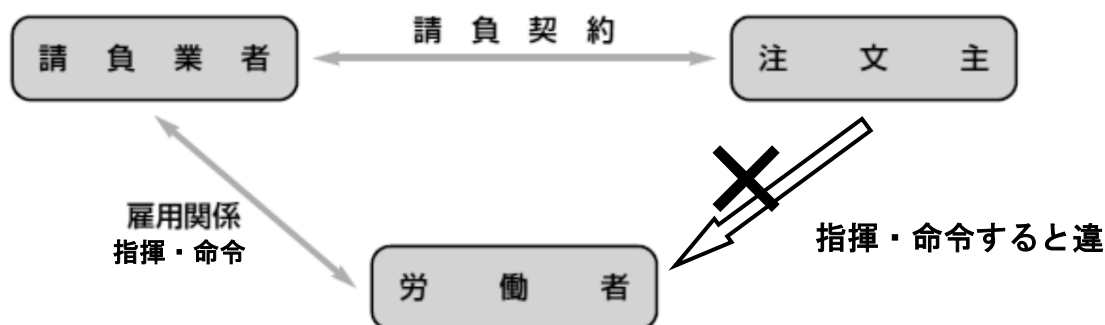 請負契約
請負業者
注文主
雇用関係
指揮・命令
指揮・命令すると違
労働者